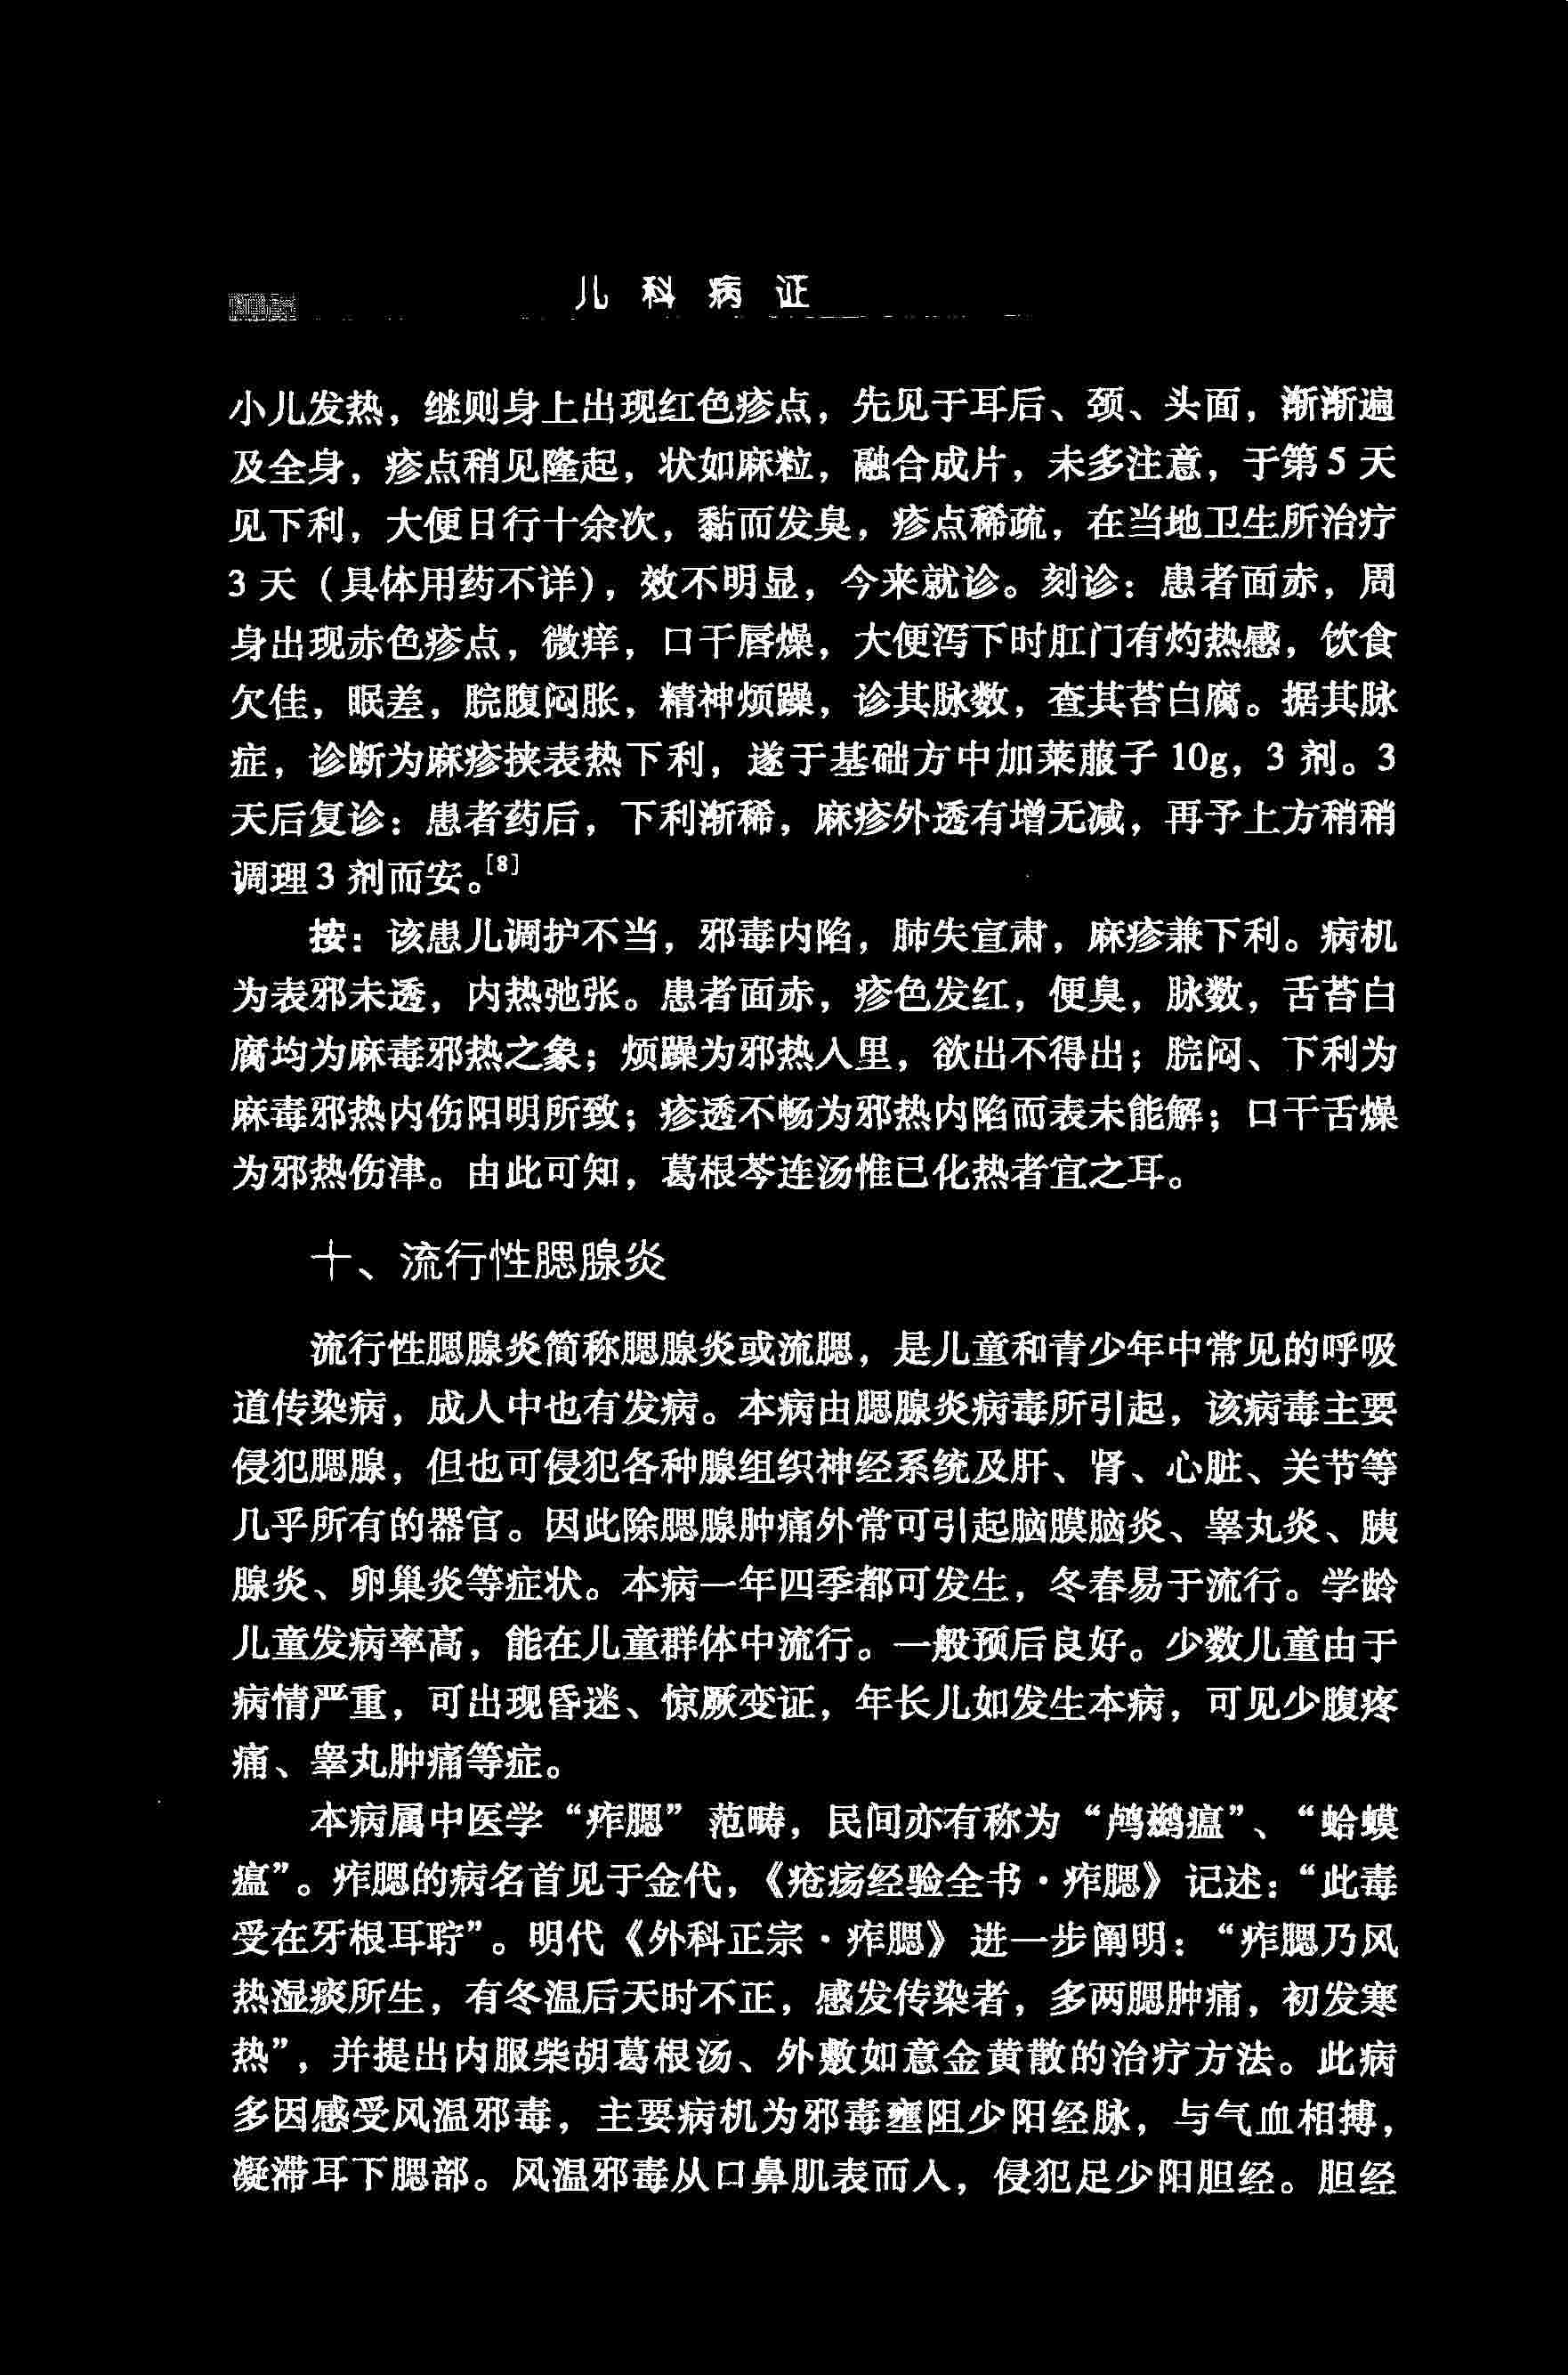 儿科病证
小儿发热，继则身上出现红色疹点，先见于耳后、颈、头面，渐渐遍
及全身，疹点稍见隆起，状如麻粒，融合成片，未多注意，于第5天
见下利，大便日行十余次，黏而发臭，疹点稀疏，在当地卫生所治疗
3天（具体用药不详），效不明显，今来就诊。刻诊：患者面赤，周
身出现赤色疹点，微痒，口干唇燥，大便泻下时肛门有灼热感，饮食
欠佳，眠差，脘腹闷胀，精神烦躁，诊其脉数，查其苔白腐。据其脉
症，诊断为麻疹挟表热下利，遂于基础方中加莱菔子10g，3剂。3
天后复诊：患者药后，下利渐稀，麻疹外透有增无减，再予上方稍稍
调理3剂而安。[8]
按：该患儿调护不当，邪毒内陷，肺失宣肃，麻疹兼下利。病机
为表邪未透，内热弛张。患者面赤，疹色发红，便臭，脉数，舌苔白
腐均为麻毒邪热之象；烦躁为邪热入里，欲出不得出；脘闷、下利为
麻毒邪热内伤阳明所致；疹透不畅为邪热内陷而表未能解；口干舌燥
为邪热伤津。由此可知，葛根芩连汤惟已化热者宜之耳。
十、流行性腮腺炎
流行性腮腺炎简称腮腺炎或流腮，是儿童和青少年中常见的呼吸
道传染病，成人中也有发病。本病由腮腺炎病毒所引起，该病毒主要
侵犯腮腺，但也可侵犯各种腺组织神经系统及肝、肾、心脏、关节等
几乎所有的器官。因此除腮腺肿痛外常可引起脑膜脑炎、睾丸炎、胰
腺炎、卵巢炎等症状。本病一年四季都可发生，冬春易于流行。学龄
儿童发病率高，能在儿童群体中流行。一般预后良好。少数儿童由于
病情严重，可出现昏迷、惊厥变证，年长儿如发生本病，可见少腹疼
痛、睾丸肿痛等症。
本病属中医学“痄腮”范畴，民间亦有称为“鸬鹚瘟”、“蛤蟆
瘟”。痄腮的病名首见于金代，《疮疡经验全书·痄腮》记述：“此毒
受在牙根耳聍”。明代《外科正宗·痄腮》进一步阐明：“痄腮乃风
热湿痰所生，有冬温后天时不正，感发传染者，多两腮肿痛，初发寒
热”，并提出内服柴胡葛根汤、外敷如意金黄散的治疗方法。此病
多因感受风温邪毒，主要病机为邪毒壅阻少阳经脉，与气血相搏，
凝滞耳下腮部。风温邪毒从口鼻肌表而入，侵犯足少阳胆经。胆经